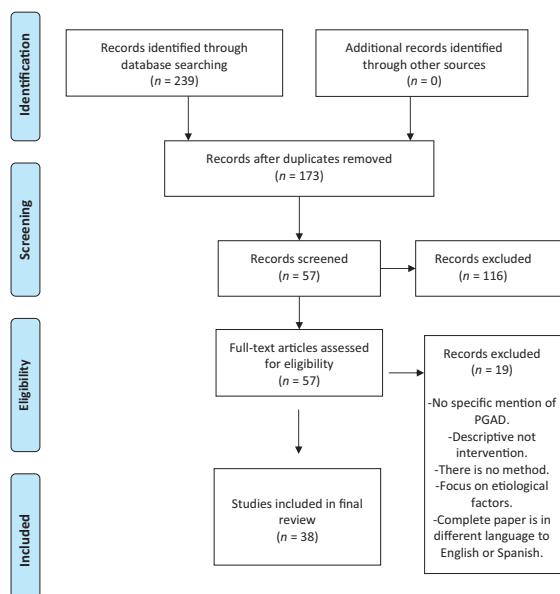 Identification
Records identified through
database searching
(n = 239)
Additional records identified
through other sources
(n = 0)
Records after duplicates removed
(n = 173)
Screening
Records screened
(n = 57)
Records excluded
(n = 116)
Eligibility
Full-text articles assessed
for eligibility
(n = 57)
Records excluded
(n = 19)
-No specific mention of
PGAD.
-Descriptive not
intervention.
-There is no method.
-Focus on etiological
factors.
-Complete paper is in
different language to
English or Spanish.
Included
Studies included in final
review
(n = 38)